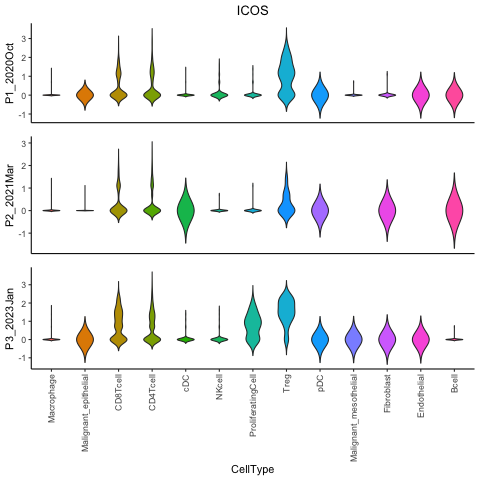 ICOS
P1_2020Oct
3
2
1
0
-1
P2_2021Mar
3
2
1
0
-1
P3_2023Jan
3
2
1
0
-1
Macrophage
Malignant_epithelial
CD8Tcell
CD4Tcell
cDC
NKcell
ProliferatingCell
Treg
pDC
Malignant_mesothelial
Fibroblast
Endothelial
Bcell
CellType